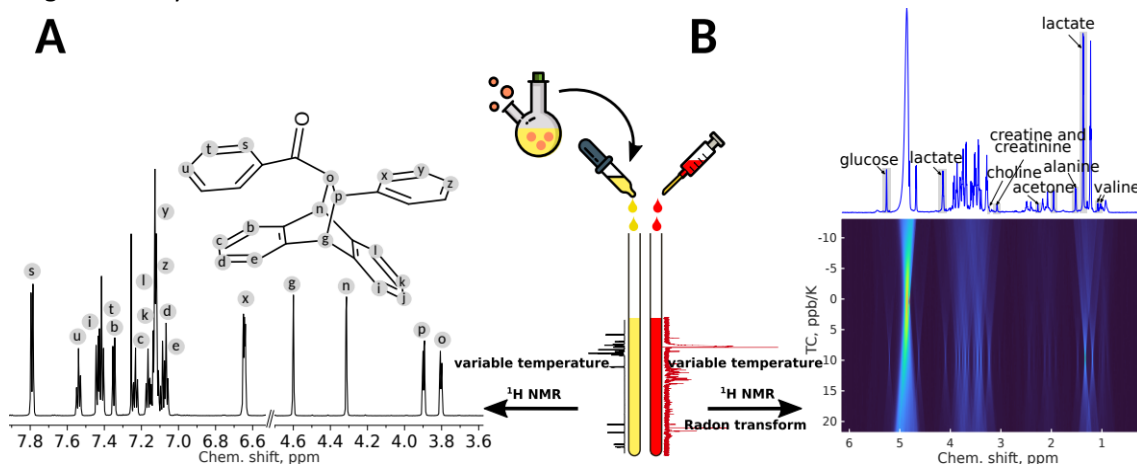 A
B
O
t
s
u
o
x
y
z
p
n
b
c
g
l
d
e
k
i
j
y
z
l
s
t
k
d
i
x
g
n
u
b
c
e
p
o
7.8 7.6 7.4 7.2 7.0 6.8 6.6 4.6 4.4 4.2 4.0 3.8 3.6
Chem. shift, ppm
variable temperature
¹H NMR
variable temperature
¹H NMR
Radon transform
lactate
creatine and
creatinine
glucose
lactate
choline
alanine
acetone
valine
-10
-5
0
5
10
15
20
TC, ppb/K
6 5 4 3 2 1
Chem. shift, ppm